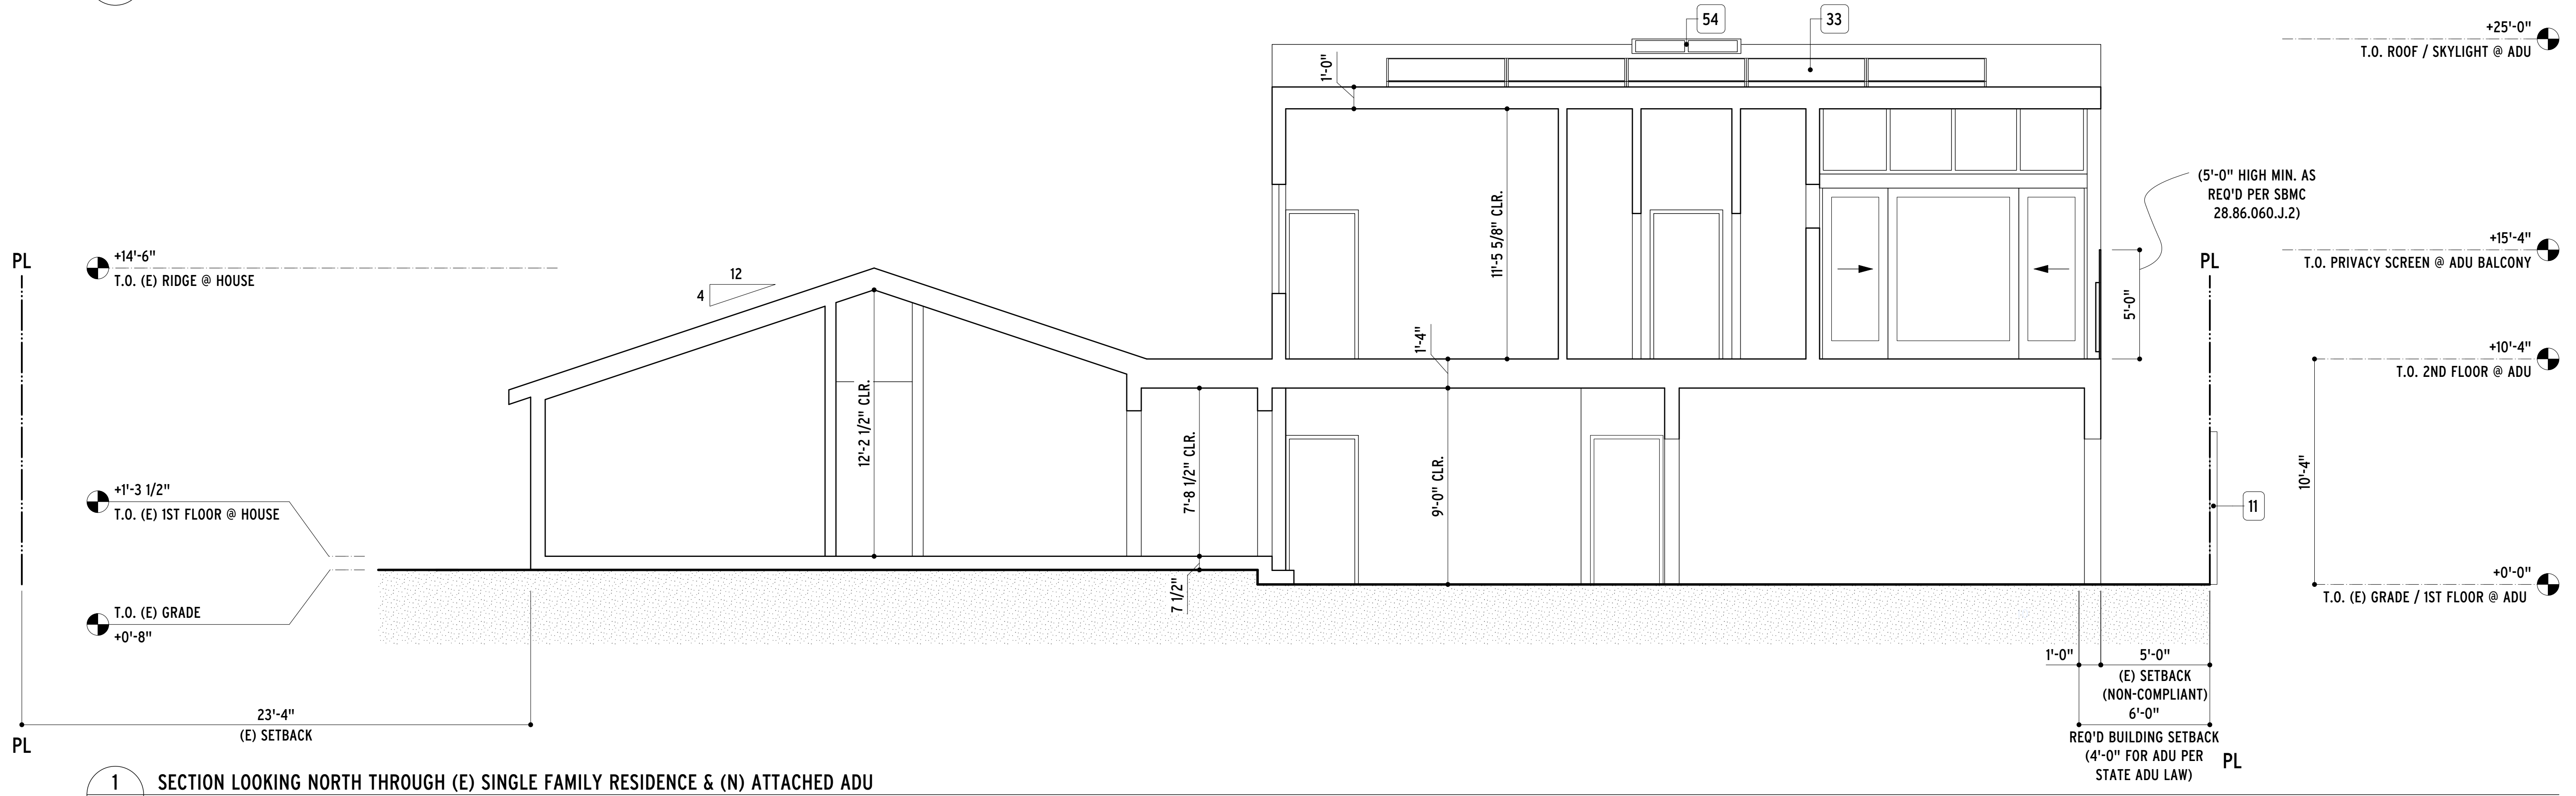 54
33
+25'-0"
T.O. ROOF / SKYLIGHT @ ADU
1'-0"
11'-5 5/8" CLR.
(5'-0" HIGH MIN. AS
REQ'D PER SBMC
28.86.060.J.2)
+15'-4"
T.O. PRIVACY SCREEN @ ADU BALCONY
PL
+14'-6"
T.O. (E) RIDGE @ HOUSE
12
4
PL
5'-0"
1'-4"
+10'-4"
T.O. 2ND FLOOR @ ADU
12'-2 1/2" CLR.
7'-8 1/2" CLR.
9'-0" CLR.
10'-4"
+1'-3 1/2"
T.O. (E) 1ST FLOOR @ HOUSE
11
7 1/2"
+0'-0"
T.O. (E) GRADE / 1ST FLOOR @ ADU
T.O. (E) GRADE
+0'-8"
1'-0"
5'-0"
(E) SETBACK
(NON-COMPLIANT)
23'-4"
(E) SETBACK
6'-0"
REQ'D BUILDING SETBACK
(4'-0" FOR ADU PER
STATE ADU LAW)
PL
PL
1
SECTION LOOKING NORTH THROUGH (E) SINGLE FAMILY RESIDENCE & (N) ATTACHED ADU